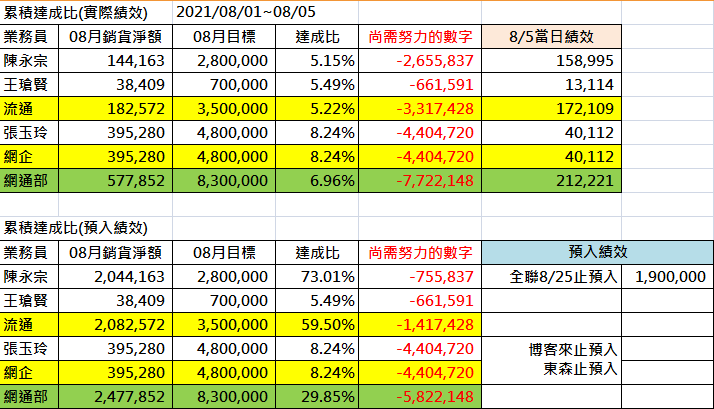 累積達成比(實際績效) 2021/08/01~08/05
業務員 08月銷貨淨額 08月目標 達成比 尚需努力的數字 8/5當日績效
陳永宗 144,163 2,800,000 5.15% -2,655,837 158,995
王瑲賢 38,409 700,000 5.49% -661,591 13,114
流通 182,572 3,500,000 5.22% -3,317,428 172,109
張玉玲 395,280 4,800,000 8.24% -4,404,720 40,112
網企 395,280 4,800,000 8.24% -4,404,720 40,112
網通部 577,852 8,300,000 6.96% -7,722,148 212,221
累積達成比(預入績效)
業務員 08月銷貨淨額 08月目標 達成比 尚需努力的數字 預入績效
陳永宗 2,044,163 2,800,000 73.01% -755,837 全聯8/25止預入 1,900,000
王瑲賢 38,409 700,000 5.49% -661,591
流通 2,082,572 3,500,000 59.50% -1,417,428
張玉玲 395,280 4,800,000 8.24% -4,404,720 博客來止預入
網企 395,280 4,800,000 8.24% -4,404,720 東森止預入
網通部 2,477,852 8,300,000 29.85% -5,822,148